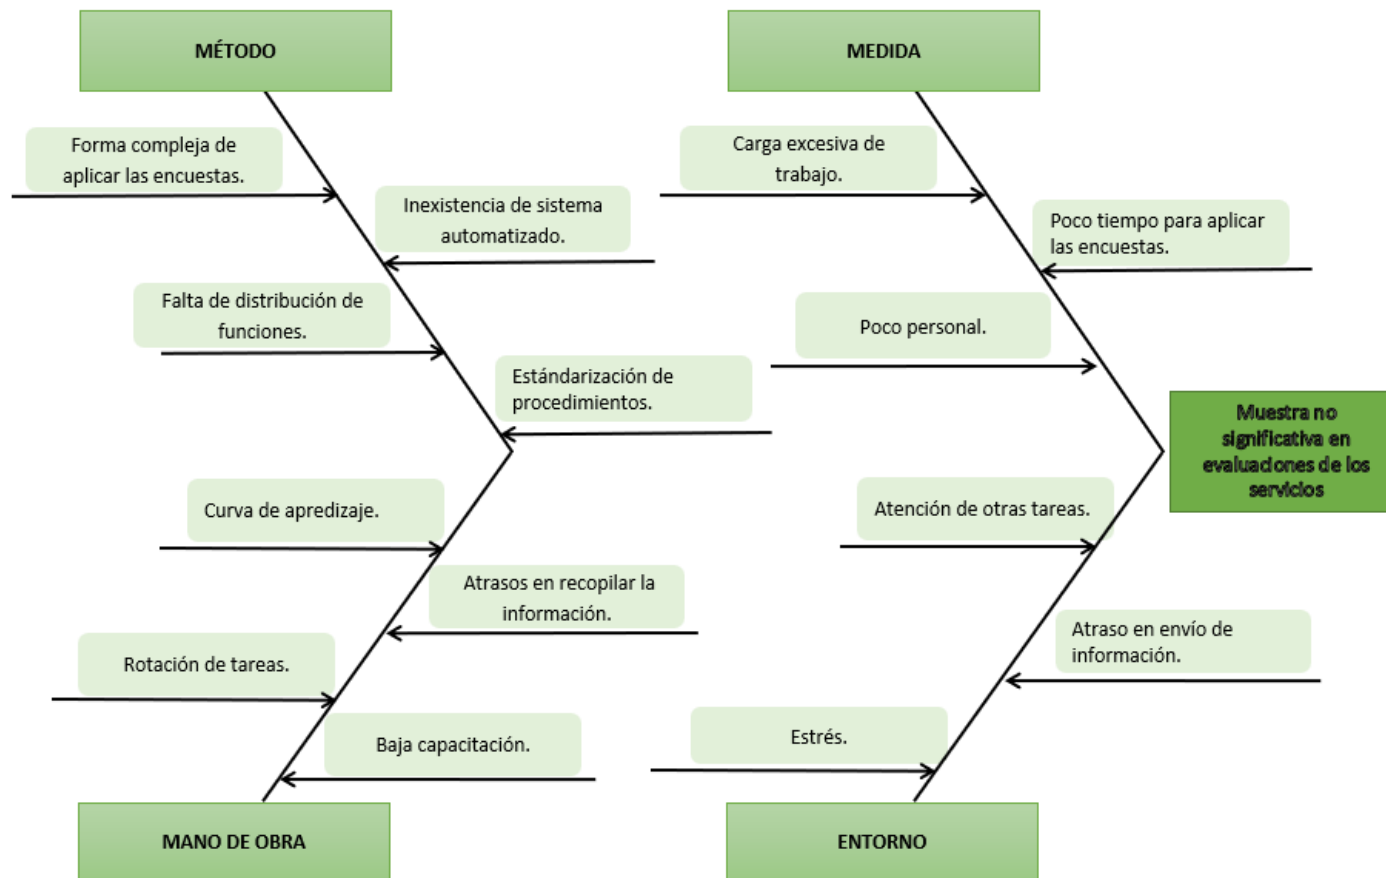 MÉTODO
MEDIDA
Forma compleja de
aplicar las encuestas.
Inexistencia de sistema
automatizado.
Falta de distribución de
funciones.
Estándarización de
procedimientos.
Carga excesiva de
trabajo.
Poco tiempo para aplicar
las encuestas.
Poco personal.
Muestra no
significativa en
evaluaciones de los
servicios
Curva de apredizaje.
Atrasos en recopilar la
información.
Rotación de tareas.
Baja capacitación.
Atención de otras tareas.
Atraso en envío de
información.
Estrés.
MANO DE OBRA
ENTORNO